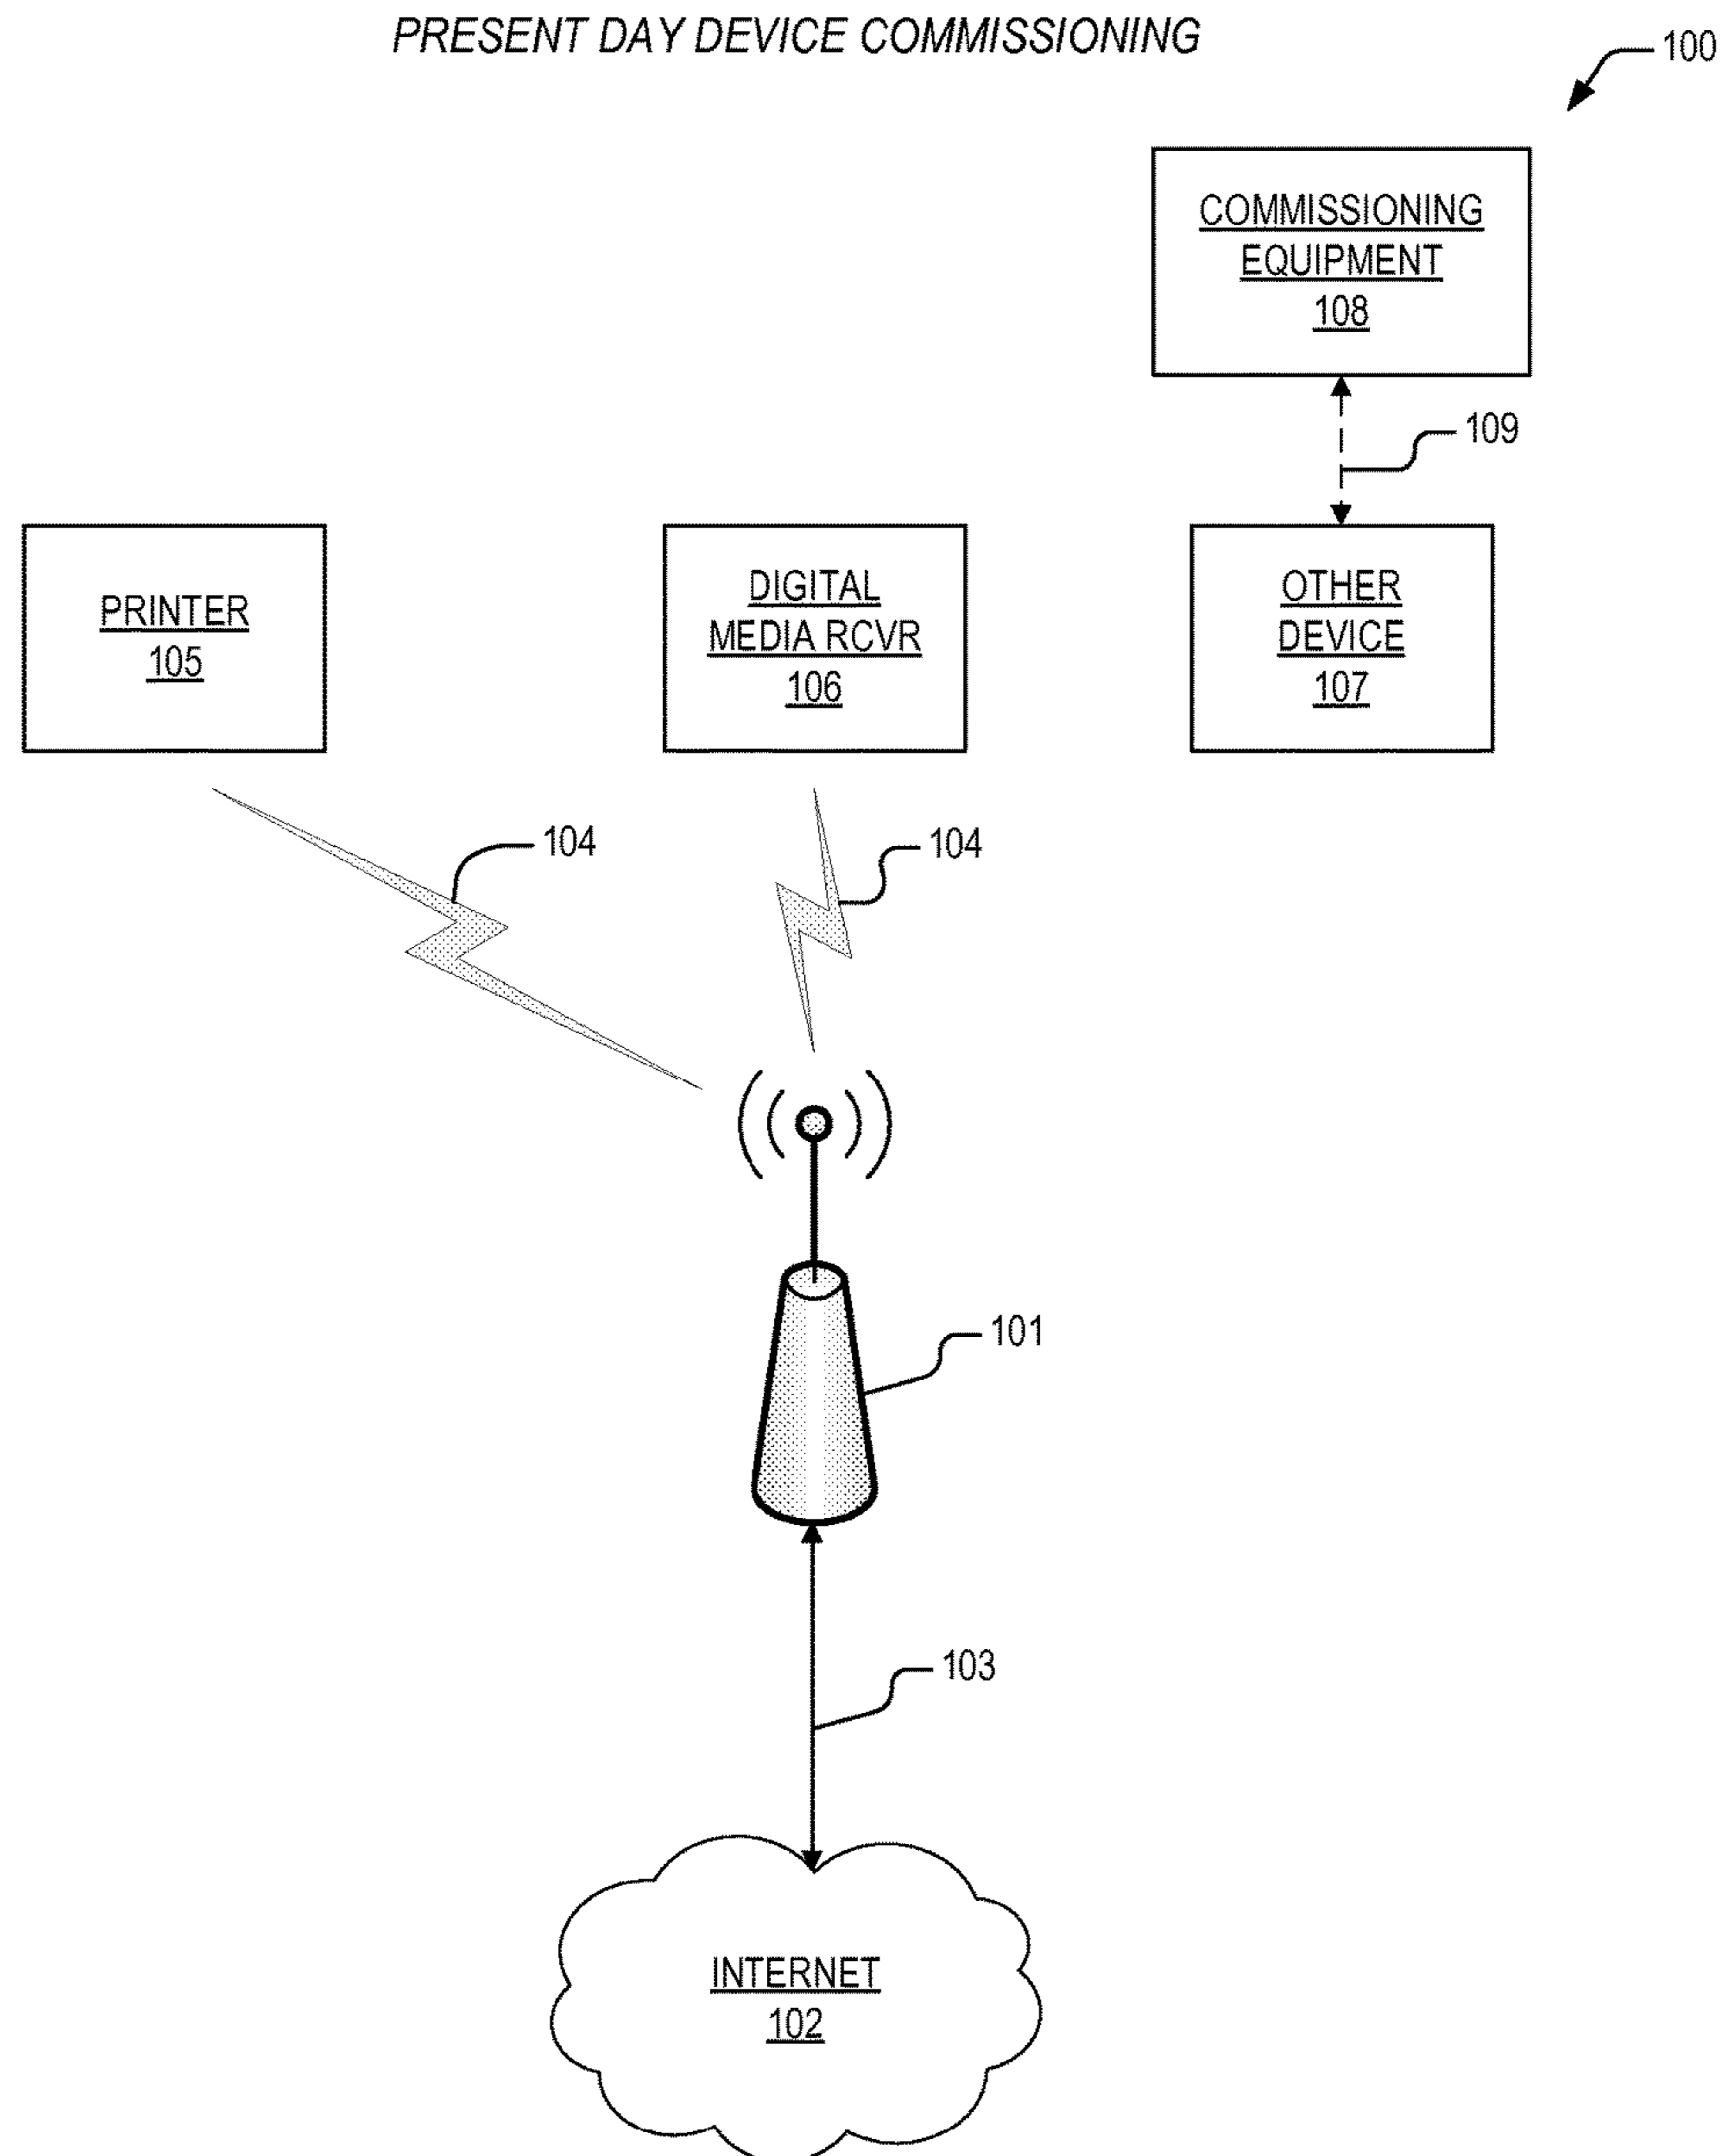 PRESENT DAY DEVICE COMMISSIONING
100
COMMISSIONING
EQUIPMENT
108
109
PRINTER
105
DIGITAL
MEDIA RCVR
106
OTHER
DEVICE
107
104
104
101
103
INTERNET
102